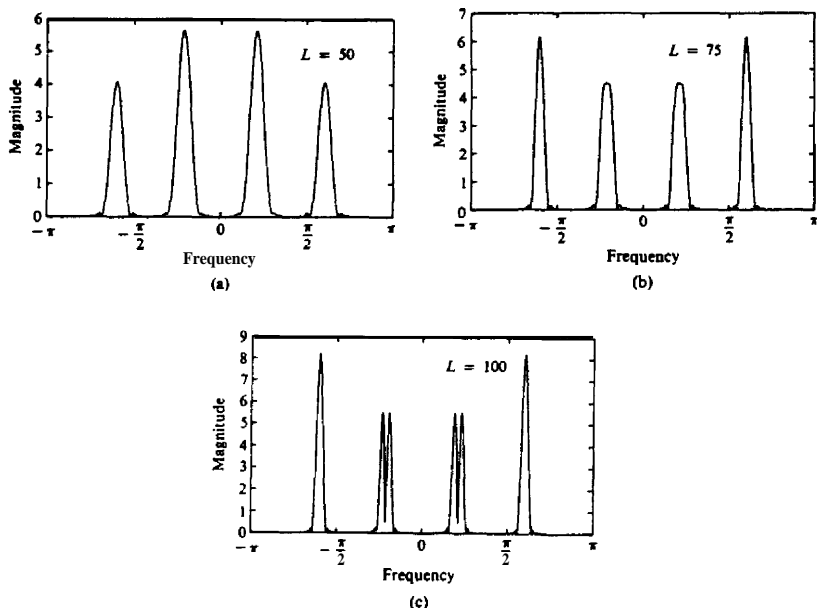 6
5
4
3
2
1
0
Magnitude
L = 50
−π
−π/2
0
π/2
π
Frequency
(a)
7
6
5
4
3
2
1
0
Magnitude
L = 75
−π
−π/2
0
π/2
π
Frequency
(b)
9
8
7
6
5
4
3
2
1
0
Magnitude
L = 100
−π
−π/2
0
π/2
π
Frequency
(c)